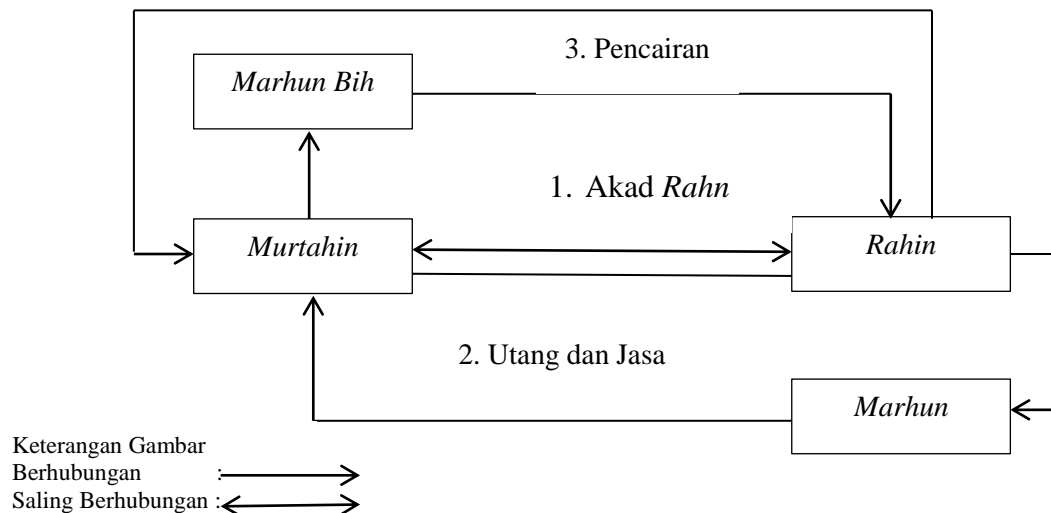 3. Pencairan
Marhun Bih
1. Akad Rahn
Murtahin
Rahin
2. Utang dan Jasa
Marhun
Keterangan Gambar
Berhubungan :
Saling Berhubungan :